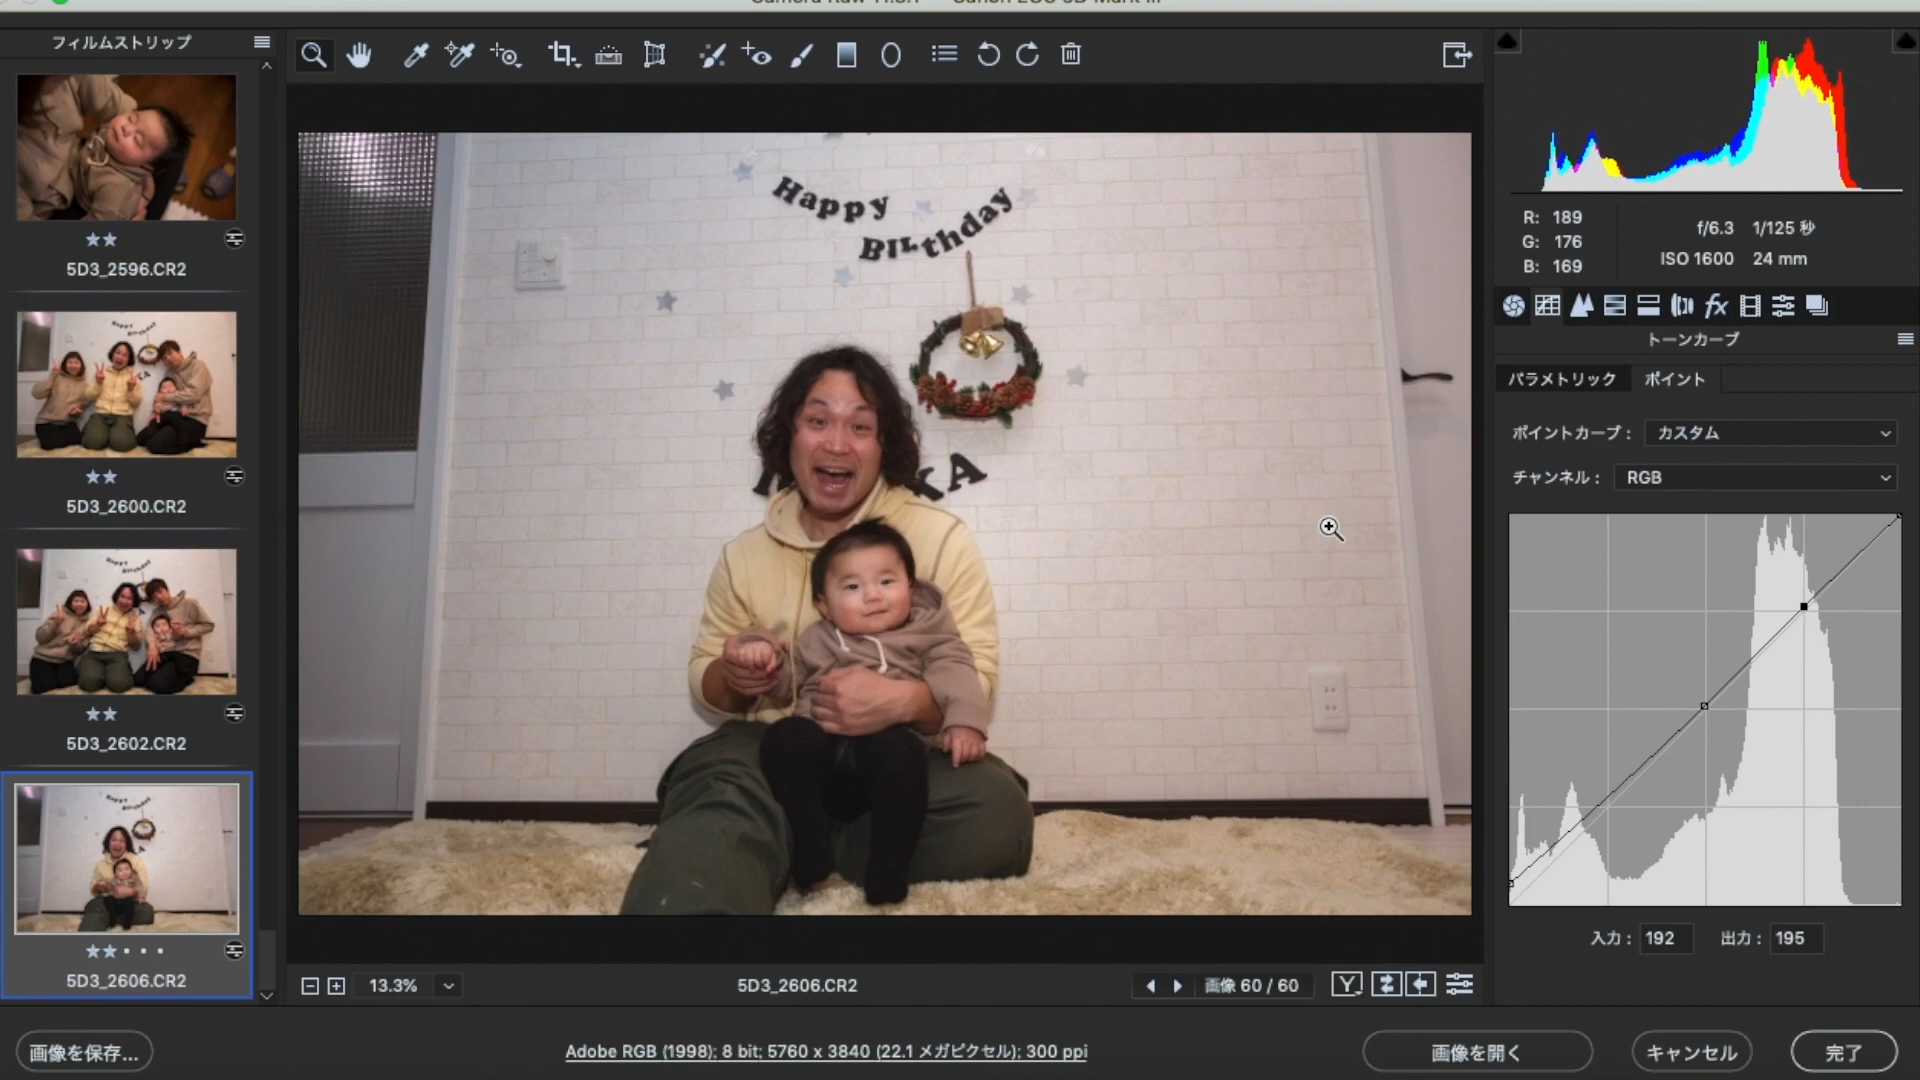 フィルムストリップ
5D3_2596.CR2
5D3_2600.CR2
5D3_2602.CR2
5D3_2606.CR2
Happy
BIrthday
KA
R: 189
G: 176
B: 169
f/6.3 1/125 秒
ISO 1600 24 mm
fx
トーンカーブ
パラメトリック ポイント
ポイントカーブ： カスタム
チャンネル： RGB
入力： 192 出力： 195
13.3%
5D3_2606.CR2
画像 60 / 60
Y
画像を保存...
Adobe RGB (1998); 8 bit; 5760 x 3840 (22.1 メガピクセル); 300 ppi
画像を開く
キャンセル
完了